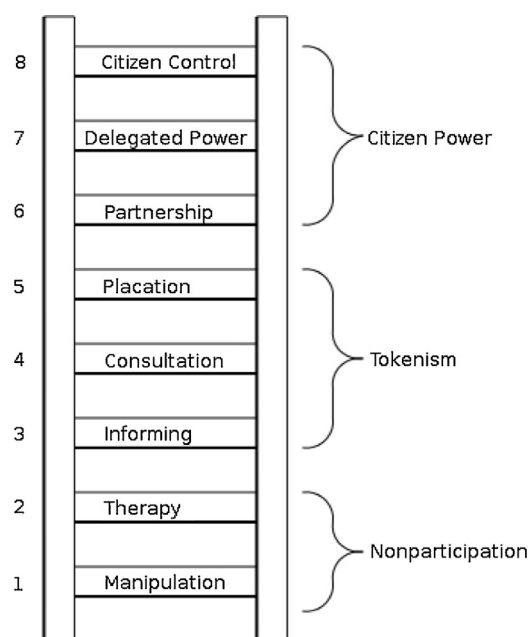 8 Citizen Control
7 Delegated Power
Citizen Power
6 Partnership
5 Placation
4 Consultation
Tokenism
3 Informing
2 Therapy
Nonparticipation
1 Manipulation